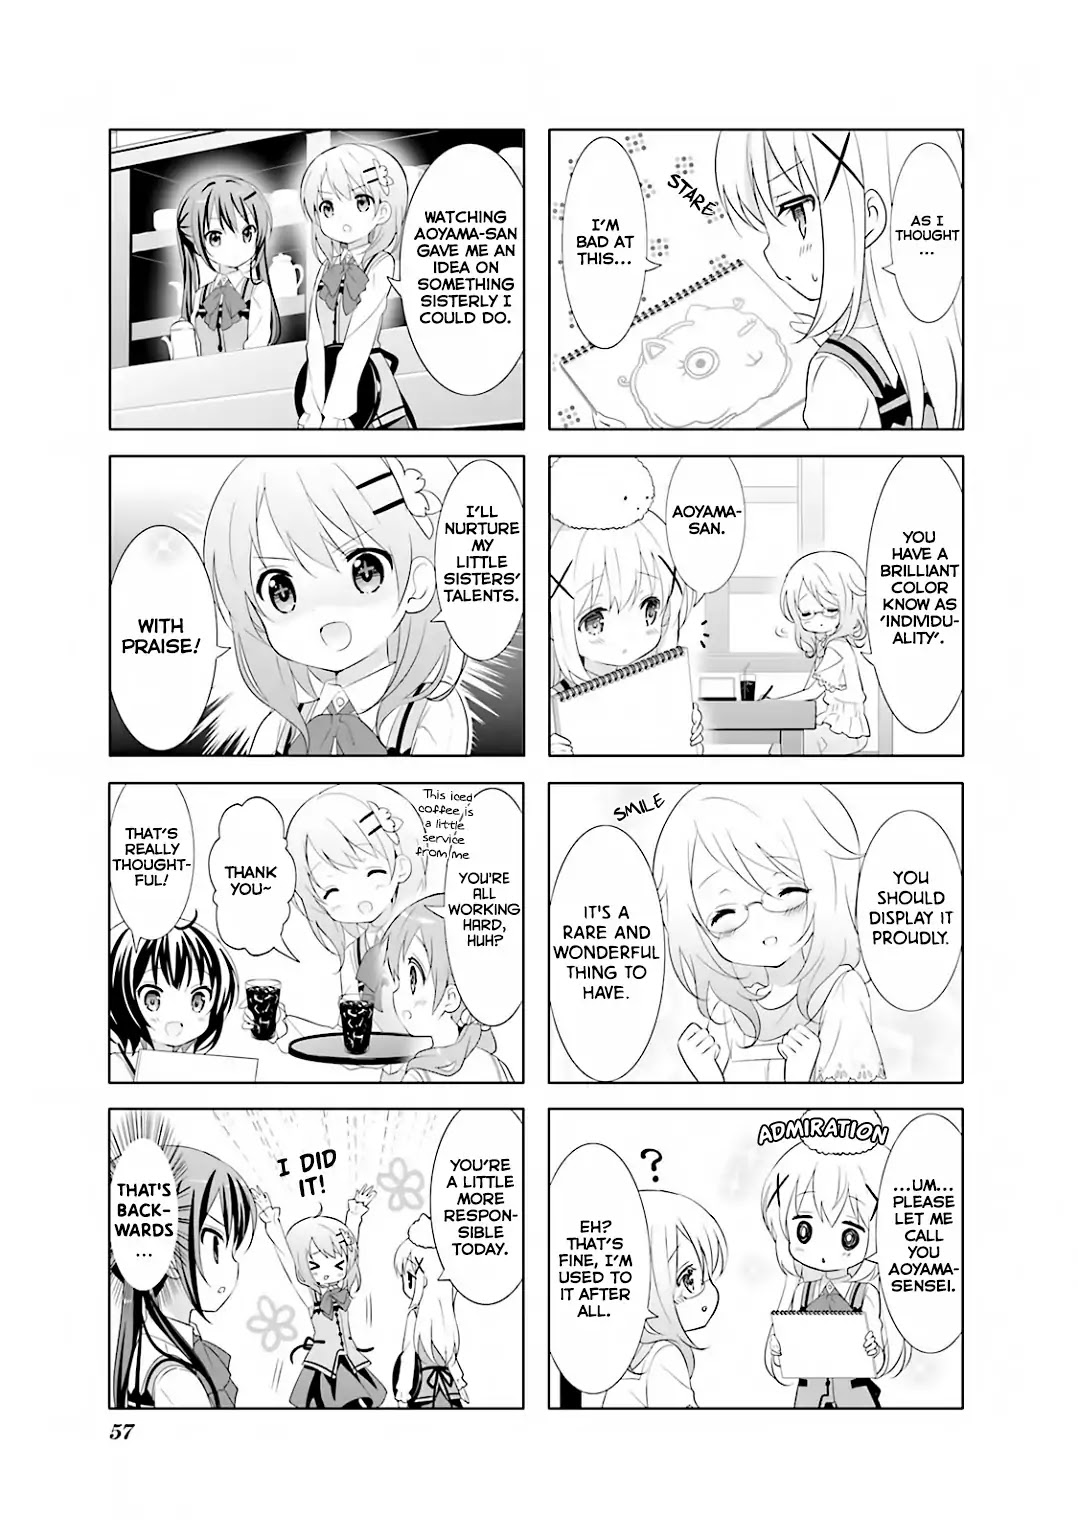 AS I
THOUGHT
...
STARE
I'M
BAD AT
THIS...
YOU
HAVE A
BRILLIANT
COLOR
KNOW AS
'INDIVIDU-
ALITY'.
AOYAMA-
SAN.
YOU
SHOULD
DISPLAY IT
PROUDLY.
SMILE
IT'S A
RARE AND
WONDERFUL
THING TO
HAVE.
...UM...
PLEASE
LET ME
CALL
YOU
AOYAMA-
SENSEI.
ADMIRATION
?
EH?
THAT'S
FINE, I'M
USED TO
IT AFTER
ALL.
WATCHING
AOYAMA-SAN
GAVE ME AN
IDEA ON
SOMETHING
SISTERLY I
COULD DO.
I'LL
NURTURE
MY
LITTLE
SISTERS'
TALENTS.
WITH
PRAISE!
YOU'RE
ALL
WORKING
HARD,
HUH?
This iced
coffee is
a little
service
from me
THANK
YOU~
THAT'S
REALLY
THOUGHT-
FUL!
YOU'RE
A LITTLE
MORE
RESPON-
SIBLE
TODAY.
I DID
IT!
THAT'S
BACK-
WARDS
...
57